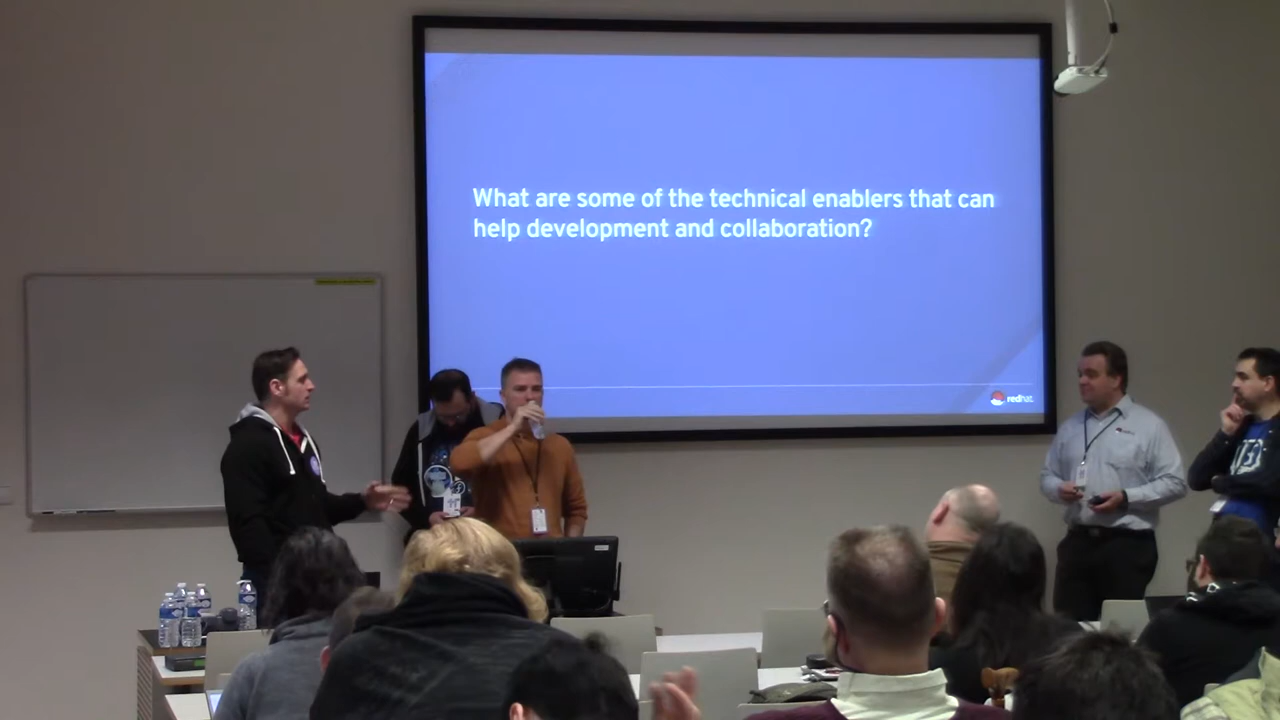 What are some of the technical enablers that can
help development and collaboration?
redhat